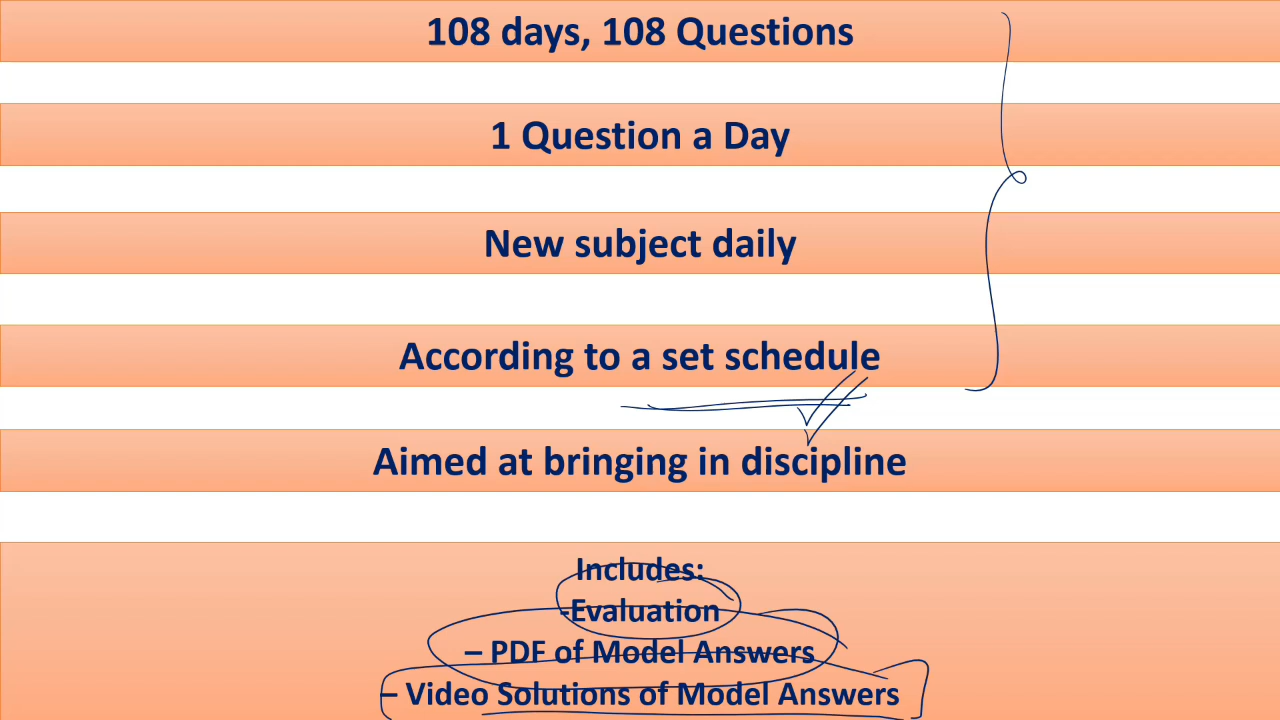 108 days, 108 Questions
1 Question a Day
New subject daily
According to a set schedule
Aimed at bringing in discipline
Includes:
-Evaluation
– PDF of Model Answers
– Video Solutions of Model Answers